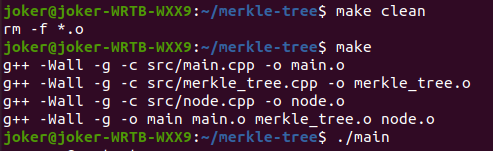 joker@joker-WRTB-WXX9:~/merkle-tree$ make clean
rm -f *.o
joker@joker-WRTB-WXX9:~/merkle-tree$ make
g++ -Wall -g -c src/main.cpp -o main.o
g++ -Wall -g -c src/merkle_tree.cpp -o merkle_tree.o
g++ -Wall -g -c src/node.cpp -o node.o
g++ -Wall -g -o main main.o merkle_tree.o node.o
joker@joker-WRTB-WXX9:~/merkle-tree$ ./main